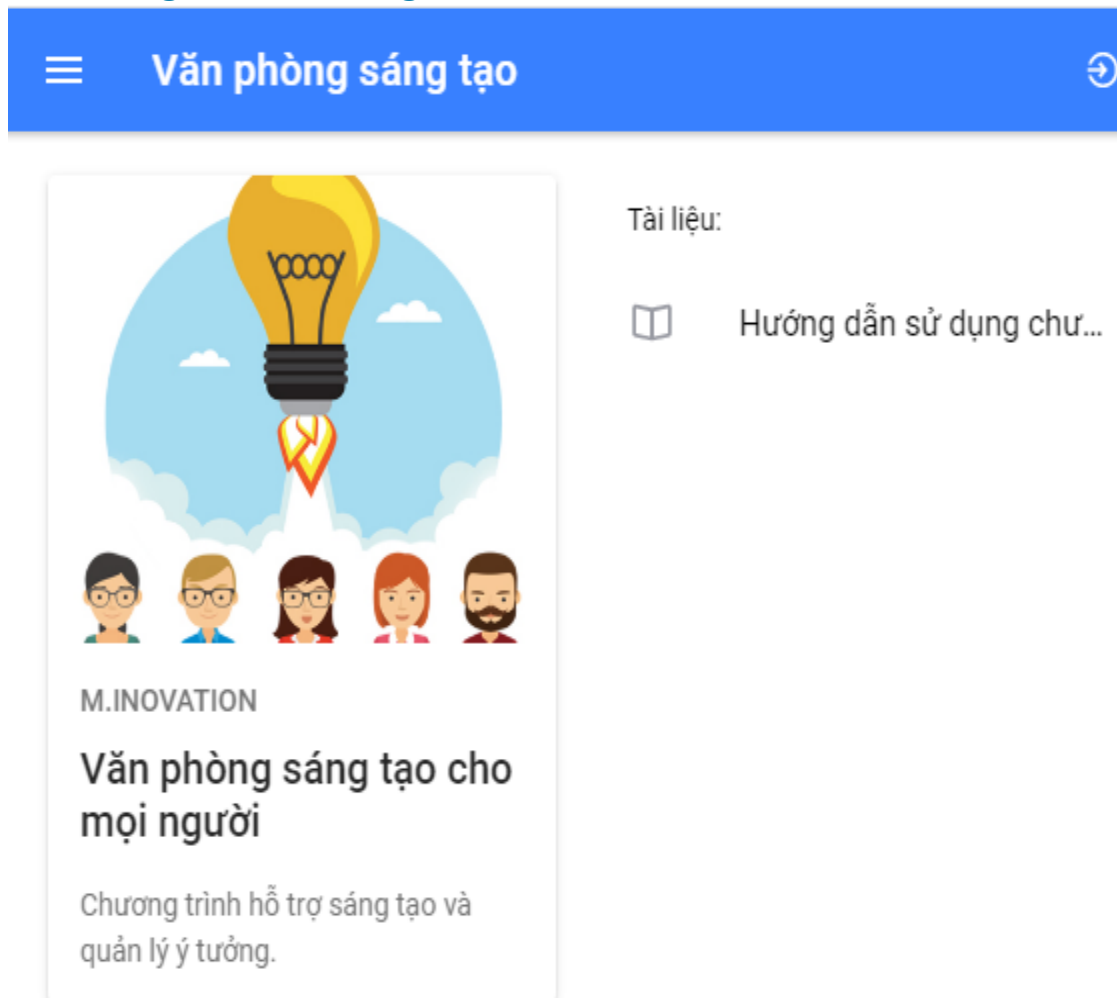 Văn phòng sáng tạo
M.INOVATION
Văn phòng sáng tạo cho
mọi người
Chương trình hỗ trợ sáng tạo và
quản lý ý tưởng.
Tài liệu:
Hướng dẫn sử dụng chư...